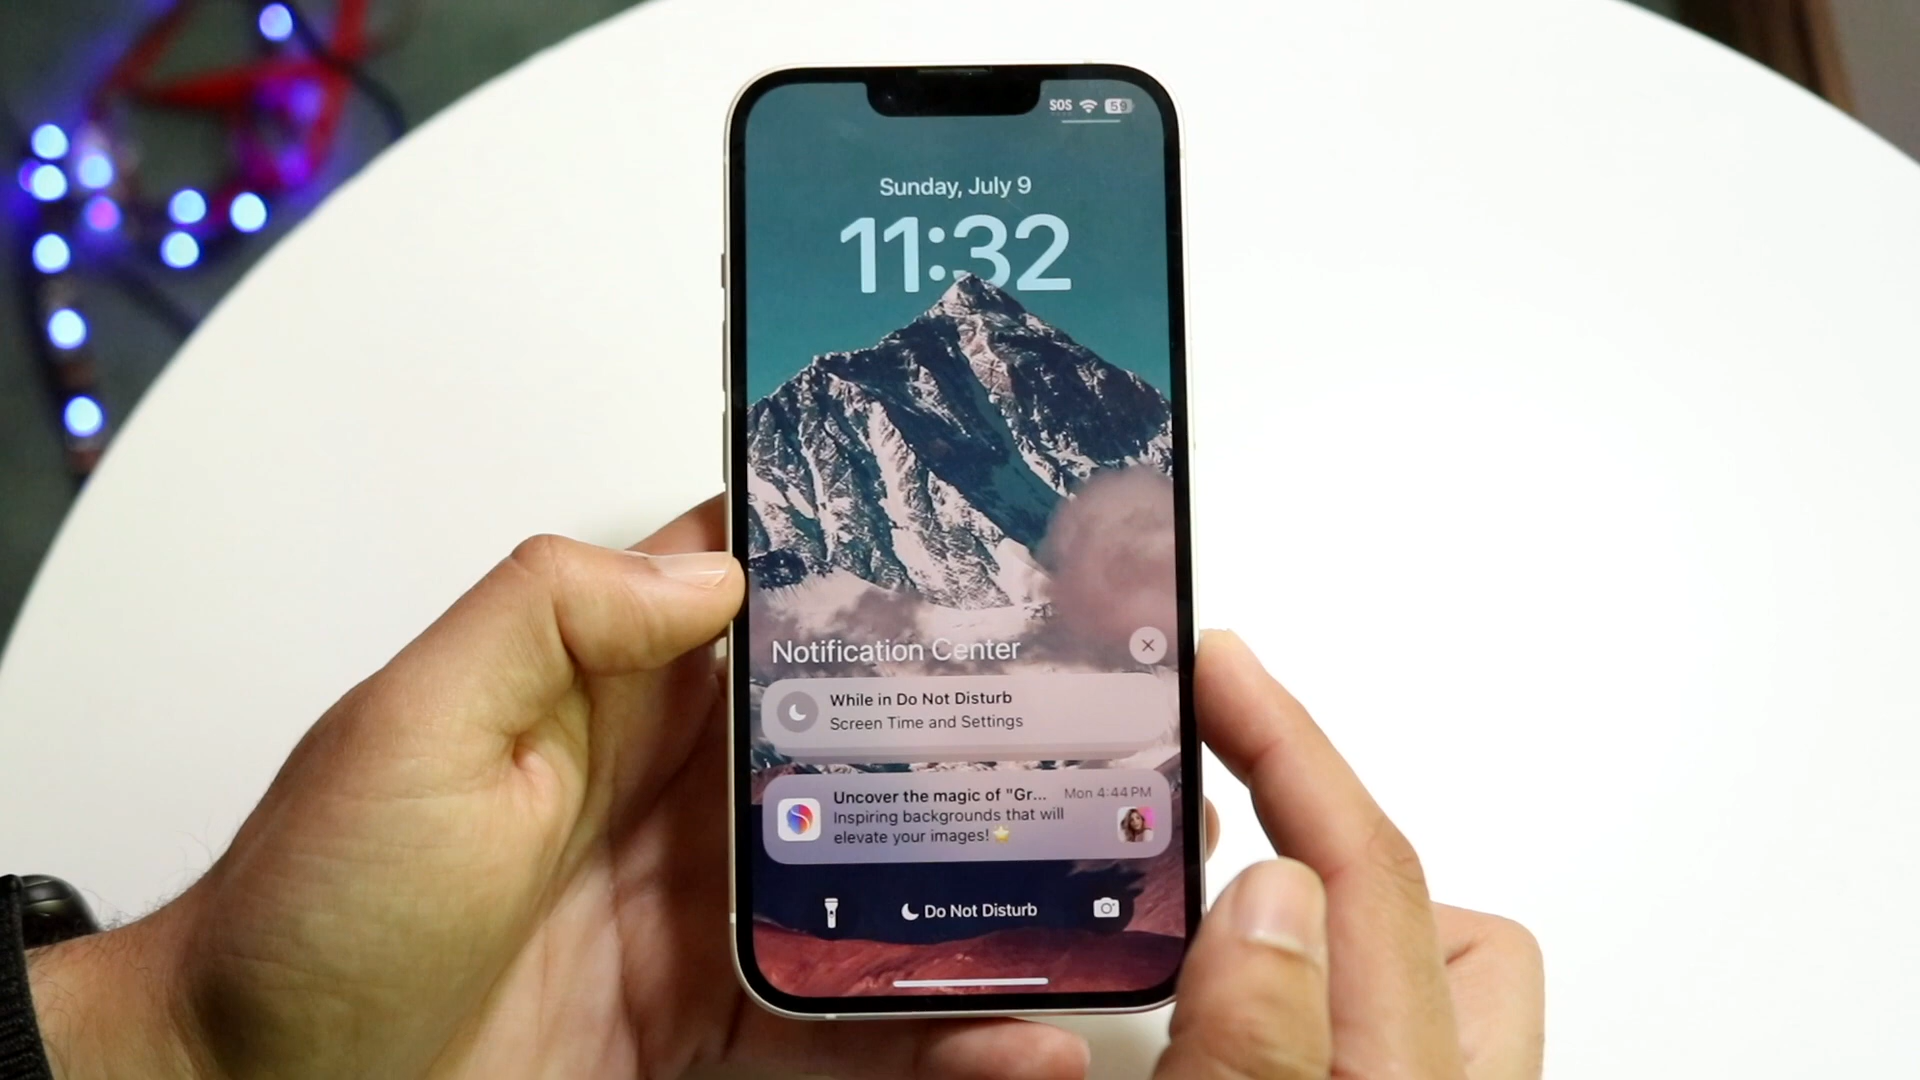 SOS 59
Sunday, July 9
11:32
Notification Center
While in Do Not Disturb
Screen Time and Settings
Uncover the magic of "Gr... Mon 4:44 PM
Inspiring backgrounds that will
elevate your images! ⭐
Do Not Disturb